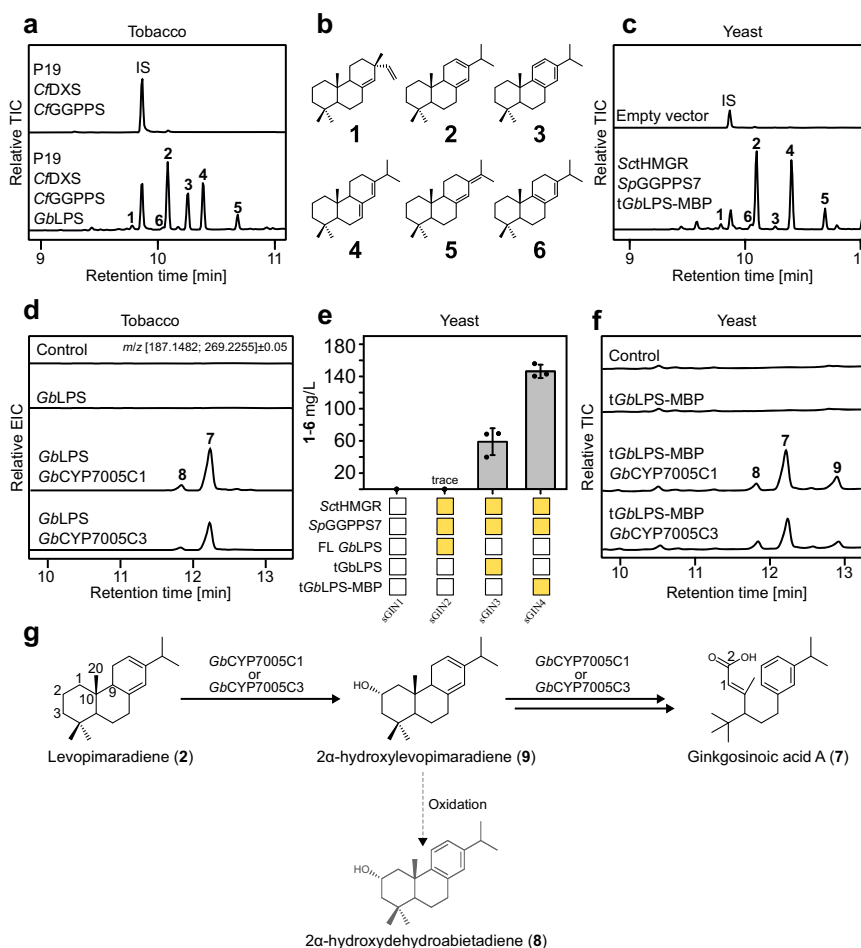 a
Tobacco
P19
CfDXS
CfGGPPS
IS
P19
CfDXS
CfGGPPS
GbLPS
1
6
2
3
4
5
9
10
11
Retention time [min]
Relative TIC
b
1
2
3
4
5
6
c
Yeast
Empty vector
IS
SctHMGR
SpGGPPS7
tGbLPS-MBP
1
6
2
3
4
5
9
10
Retention time [min]
Relative TIC
d
Tobacco
Control
m/z [187.1482; 269.2255]±0.05
GbLPS
GbLPS
GbCYP7005C1
8
7
GbLPS
GbCYP7005C3
10
11
12
13
Retention time [min]
Relative EIC
e
Yeast
1-6 mg/L
180
140
100
60
20
trace
SctHMGR
SpGGPPS7
FL GbLPS
tGbLPS
tGbLPS-MBP
sGIN1
sGIN2
sGIN3
sGIN4
f
Yeast
Control
tGbLPS-MBP
tGbLPS-MBP
GbCYP7005C1
8
7
9
tGbLPS-MBP
GbCYP7005C3
10
11
12
13
Retention time [min]
Relative TIC
g
1
2
3
10
20
9
Levopimaradiene (2)
GbCYP7005C1
or
GbCYP7005C3
HO
2α-hydroxylevopimaradiene (9)
GbCYP7005C1
or
GbCYP7005C3
O
2
OH
1
Ginkgosinoic acid A (7)
Oxidation
HO
2α-hydroxydehydroabietadiene (8)